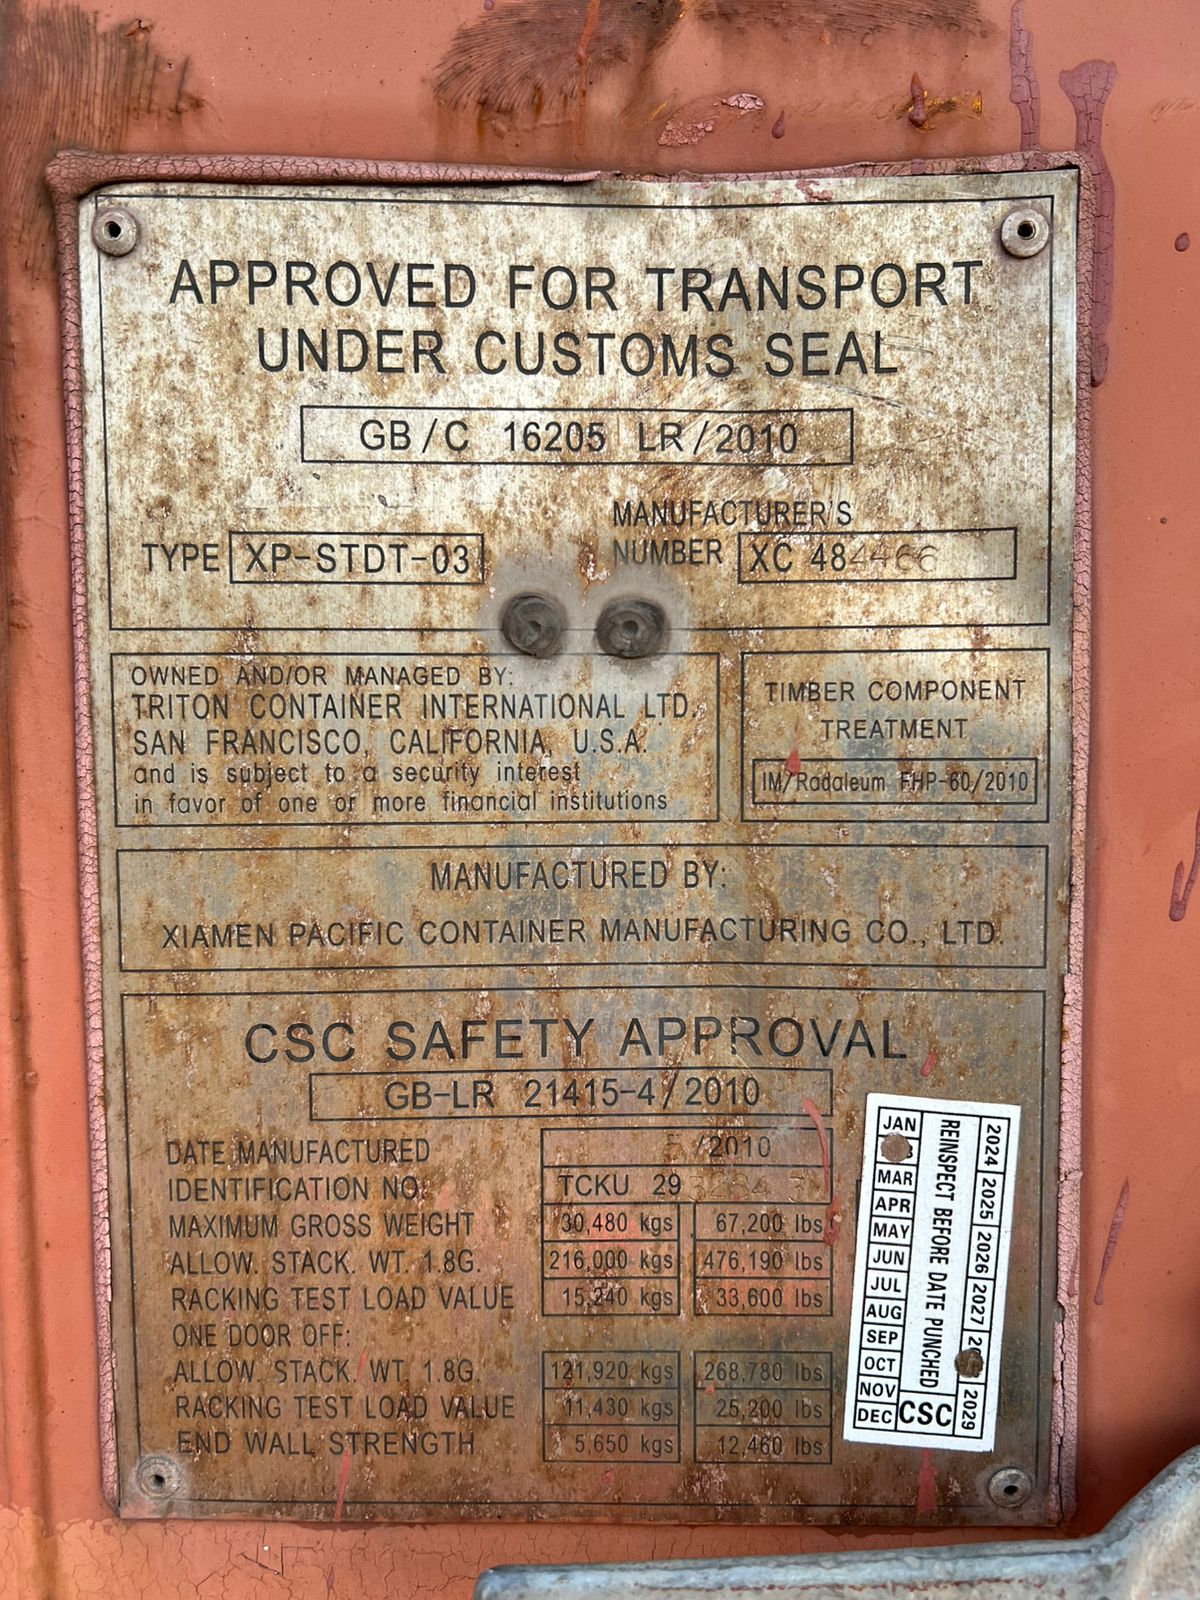 APPROVED FOR TRANSPORT
UNDER CUSTOMS SEAL
GB/C 16205 LR/2010
TYPE XP-STDT-03
MANUFACTURER'S
NUMBER XC 484466
OWNED AND/OR MANAGED BY:
TRITON CONTAINER INTERNATIONAL LTD.
SAN FRANCISCO, CALIFORNIA, U.S.A.
and is subject to a security interest
in favor of one or more financial institutions
TIMBER COMPONENT
TREATMENT
IM/Radaleum FHP-60/2010
MANUFACTURED BY:
XIAMEN PACIFIC CONTAINER MANUFACTURING CO., LTD.
CSC SAFETY APPROVAL
GB-LR 21415-4/2010
DATE MANUFACTURED /2010
IDENTIFICATION NO. TCKU 29
MAXIMUM GROSS WEIGHT 30,480 kgs 67,200 lbs
ALLOW. STACK. WT. 1.8G. 216,000 kgs 476,190 lbs
RACKING TEST LOAD VALUE 15,240 kgs 33,600 lbs
ONE DOOR OFF:
ALLOW. STACK. WT. 1.8G. 121,920 kgs 268,780 lbs
RACKING TEST LOAD VALUE 11,430 kgs 25,200 lbs
END WALL STRENGTH 5,650 kgs 12,460 lbs
2024 2025 2026 2027 2029
REINSPECT BEFORE DATE PUNCHED
CSC
JAN
MAR
APR
MAY
JUN
JUL
AUG
SEP
OCT
NOV
DEC